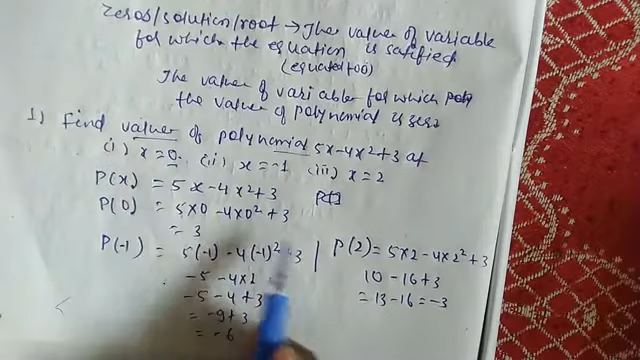 Zeros/solution/root → The value of variable
for which the equation is satified
(equated to 0)
The value of variable for which poly
the value of polynomial is zero
1) Find values of polynomial 5x-4x²+3 at
(i) x=0. (ii) x=-1 (iii) x=2
P(x) = 5x-4x²+3
P(0) = 5×0-4×0²+3
= 3
P(-1) = 5(-1)-4(-1)²+3
-5-4×2
-5-4+3
= -9+3
= -6
P(2)=5×2-4×2²+3
10-16+3
=13-16=-3